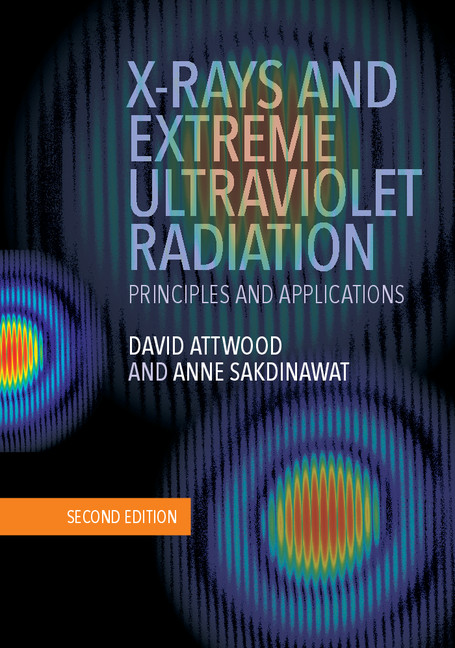 X-RAYS AND
EXTREME
ULTRAVIOLET
RADIATION
PRINCIPLES AND APPLICATIONS
DAVID ATTWOOD
AND ANNE SAKDINAWAT
SECOND EDITION